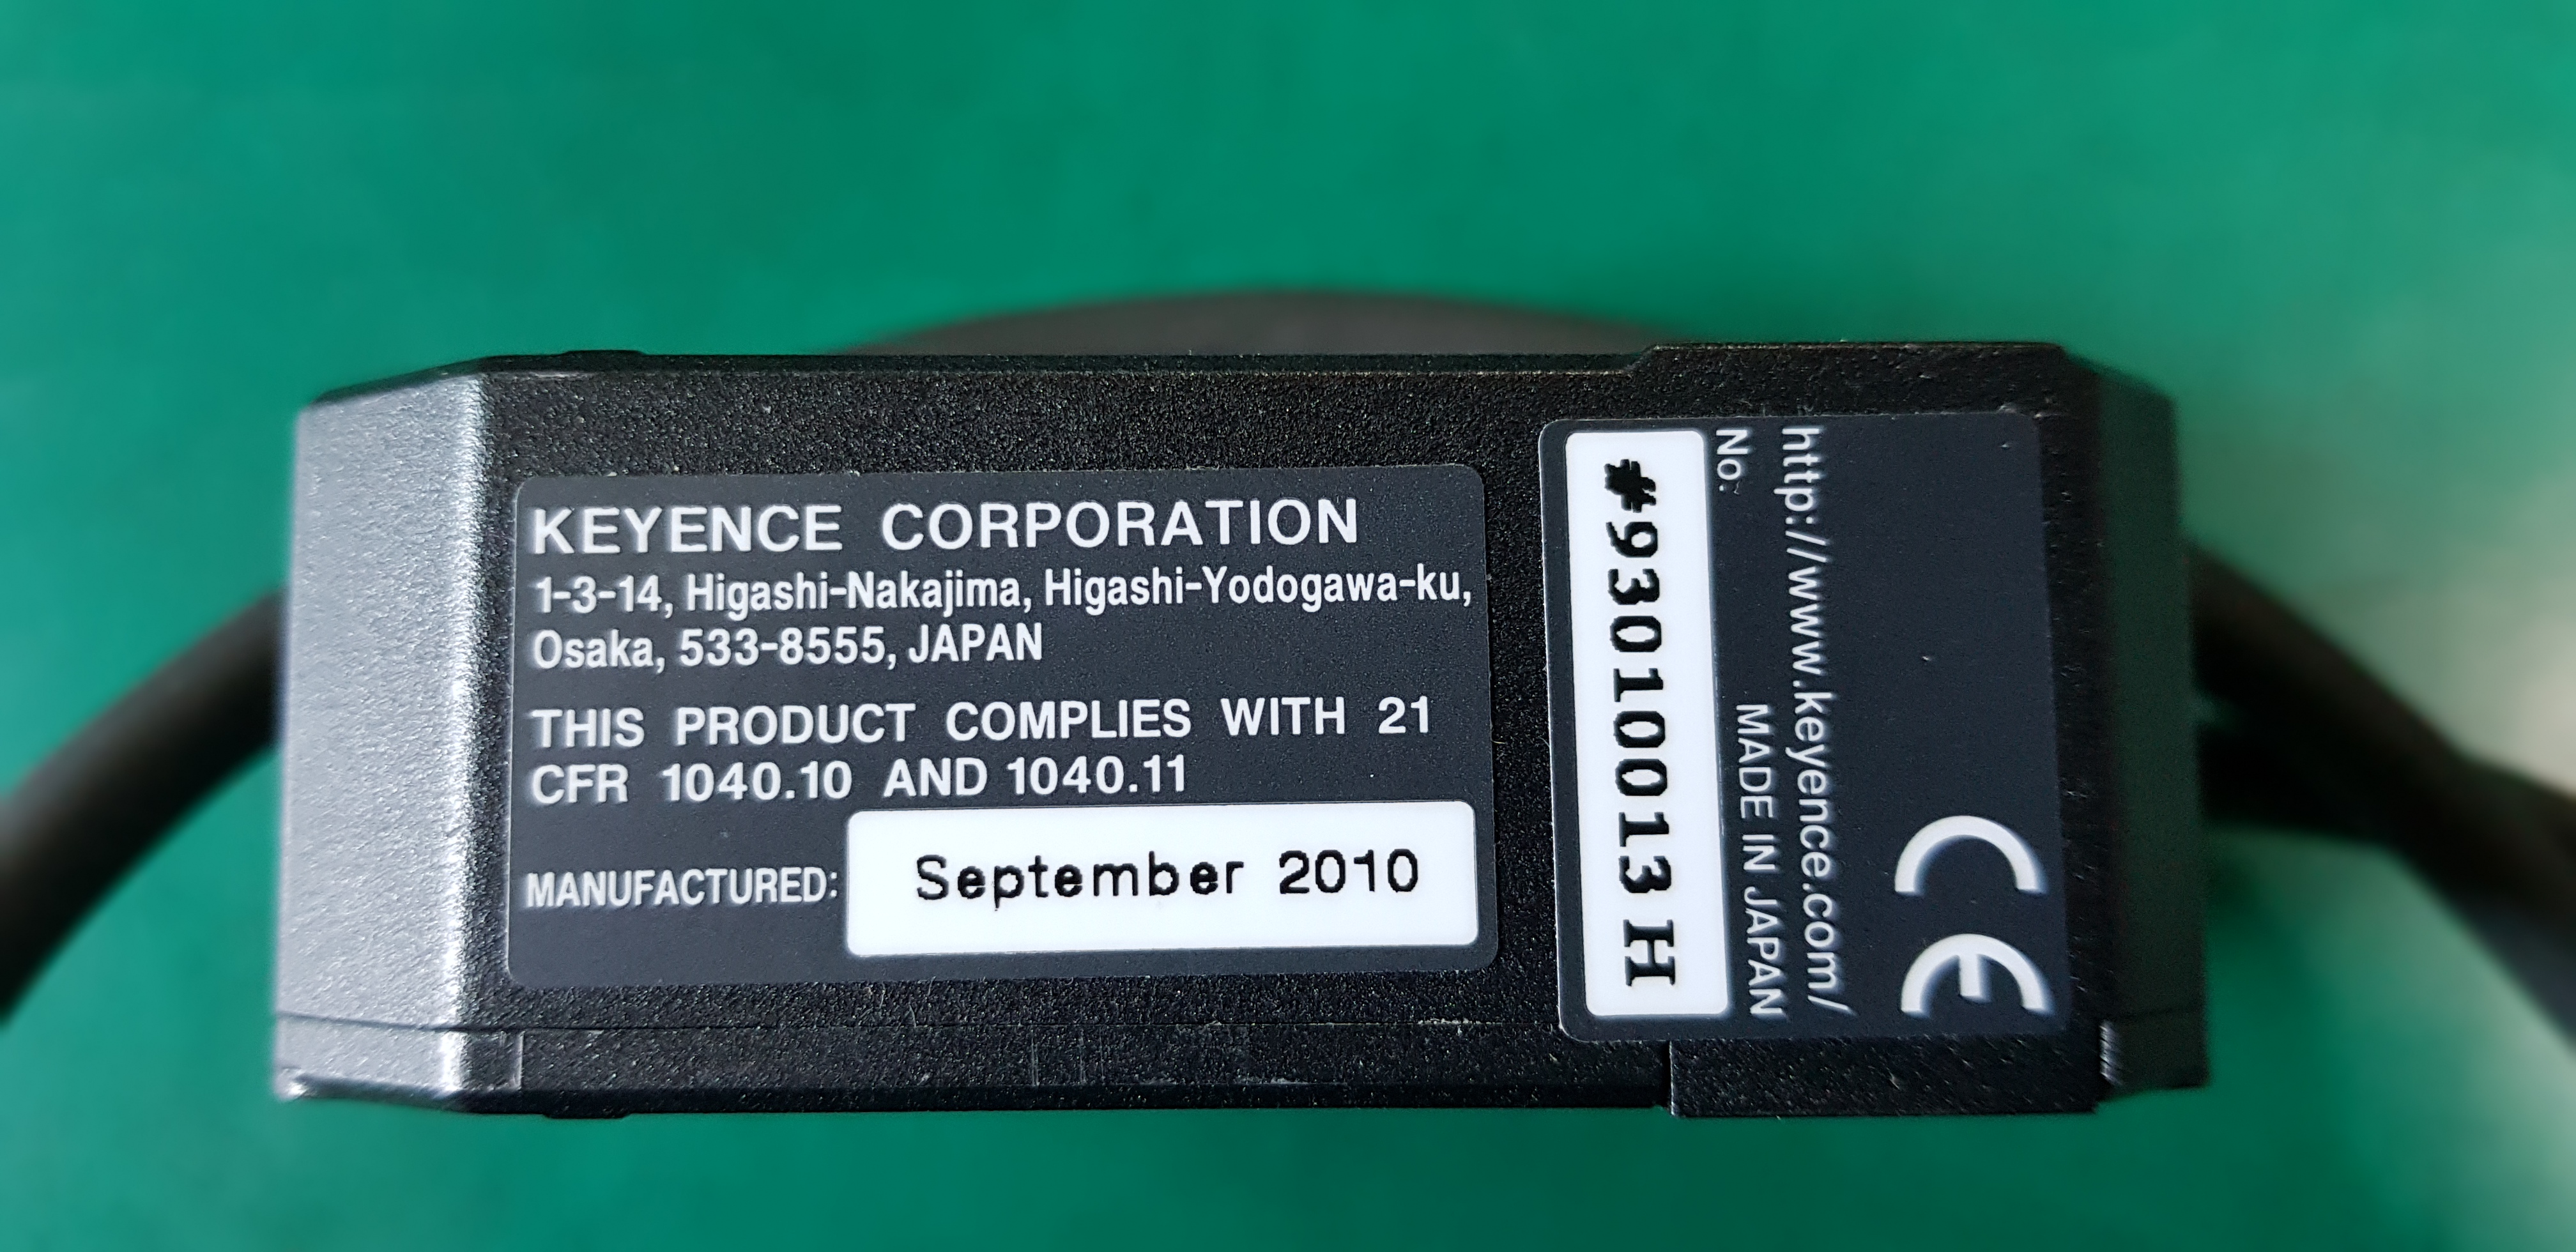 KEYENCE CORPORATION
1-3-14, Higashi-Nakajima, Higashi-Yodogawa-ku,
Osaka, 533-8555, JAPAN
THIS PRODUCT COMPLIES WITH 21
CFR 1040.10 AND 1040.11
MANUFACTURED: September 2010
http://www.keyence.com/
MADE IN JAPAN
No.
#930100013 H
CE